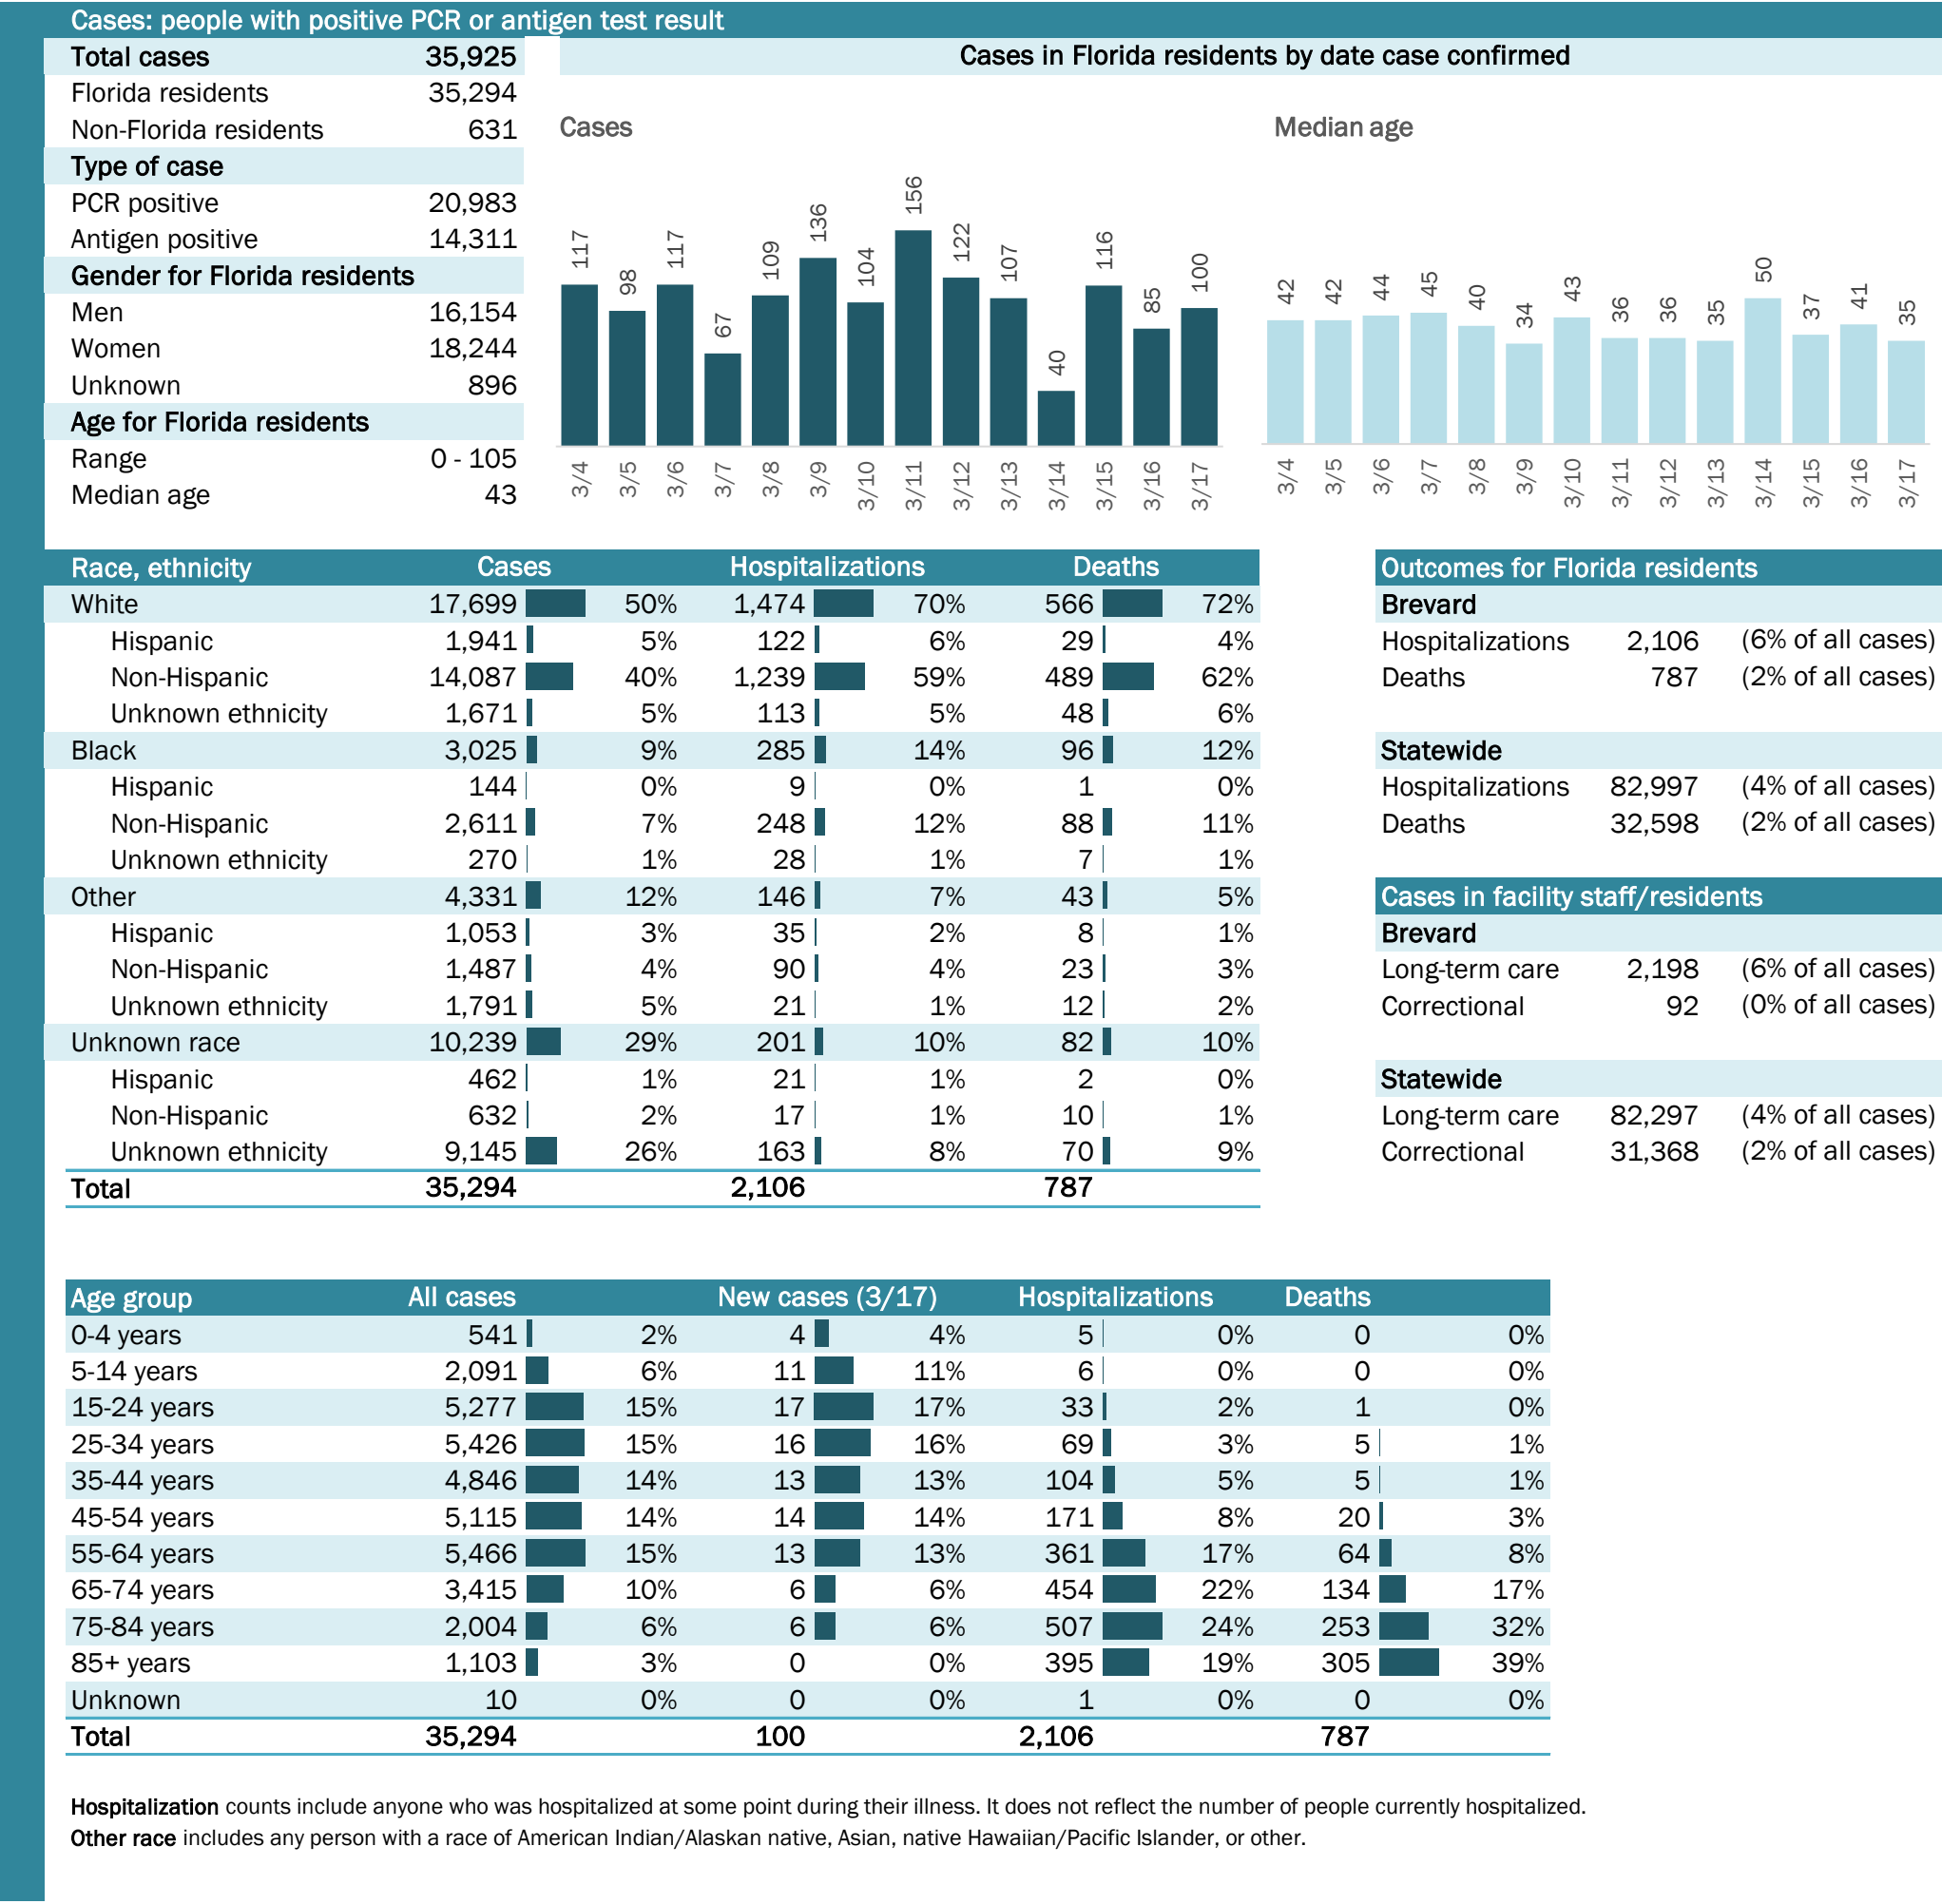 Cases: people with positive PCR or antigen test result
Total cases 35,925
Florida residents 35,294
Non-Florida residents 631
Type of case
PCR positive 20,983
Antigen positive 14,311
Gender for Florida residents
Men 16,154
Women 18,244
Unknown 896
Age for Florida residents
Range 0 - 105
Median age 43
Cases in Florida residents by date case confirmed
Cases
117 98 117 67 109 136 104 156 122 107 40 116 85 100
3/4 3/5 3/6 3/7 3/8 3/9 3/10 3/11 3/12 3/13 3/14 3/15 3/16 3/17
Median age
42 42 44 45 40 34 43 36 36 35 50 37 41 35
3/4 3/5 3/6 3/7 3/8 3/9 3/10 3/11 3/12 3/13 3/14 3/15 3/16 3/17
Race, ethnicity Cases Hospitalizations Deaths
White 17,699 50% 1,474 70% 566 72%
Hispanic 1,941 5% 122 6% 29 4%
Non-Hispanic 14,087 40% 1,239 59% 489 62%
Unknown ethnicity 1,671 5% 113 5% 48 6%
Black 3,025 9% 285 14% 96 12%
Hispanic 144 0% 9 0% 1 0%
Non-Hispanic 2,611 7% 248 12% 88 11%
Unknown ethnicity 270 1% 28 1% 7 1%
Other 4,331 12% 146 7% 43 5%
Hispanic 1,053 3% 35 2% 8 1%
Non-Hispanic 1,487 4% 90 4% 23 3%
Unknown ethnicity 1,791 5% 21 1% 12 2%
Unknown race 10,239 29% 201 10% 82 10%
Hispanic 462 1% 21 1% 2 0%
Non-Hispanic 632 2% 17 1% 10 1%
Unknown ethnicity 9,145 26% 163 8% 70 9%
Total 35,294 2,106 787
Outcomes for Florida residents
Brevard
Hospitalizations 2,106 (6% of all cases)
Deaths 787 (2% of all cases)
Statewide
Hospitalizations 82,997 (4% of all cases)
Deaths 32,598 (2% of all cases)
Cases in facility staff/residents
Brevard
Long-term care 2,198 (6% of all cases)
Correctional 92 (0% of all cases)
Statewide
Long-term care 82,297 (4% of all cases)
Correctional 31,368 (2% of all cases)
Age group All cases New cases (3/17) Hospitalizations Deaths
0-4 years 541 2% 4 4% 5 0% 0 0%
5-14 years 2,091 6% 11 11% 6 0% 0 0%
15-24 years 5,277 15% 17 17% 33 2% 1 0%
25-34 years 5,426 15% 16 16% 69 3% 5 1%
35-44 years 4,846 14% 13 13% 104 5% 5 1%
45-54 years 5,115 14% 14 14% 171 8% 20 3%
55-64 years 5,466 15% 13 13% 361 17% 64 8%
65-74 years 3,415 10% 6 6% 454 22% 134 17%
75-84 years 2,004 6% 6 6% 507 24% 253 32%
85+ years 1,103 3% 0 0% 395 19% 305 39%
Unknown 10 0% 0 0% 1 0% 0 0%
Total 35,294 100 2,106 787
Hospitalization counts include anyone who was hospitalized at some point during their illness. It does not reflect the number of people currently hospitalized.
Other race includes any person with a race of American Indian/Alaskan native, Asian, native Hawaiian/Pacific Islander, or other.